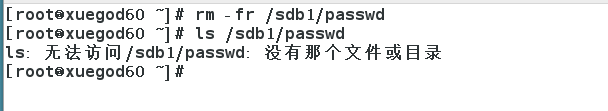 [root@xuegod60 ~]# rm -fr /sdb1/passwd
[root@xuegod60 ~]# ls /sdb1/passwd
ls: 无法访问/sdb1/passwd: 没有那个文件或目录
[root@xuegod60 ~]#